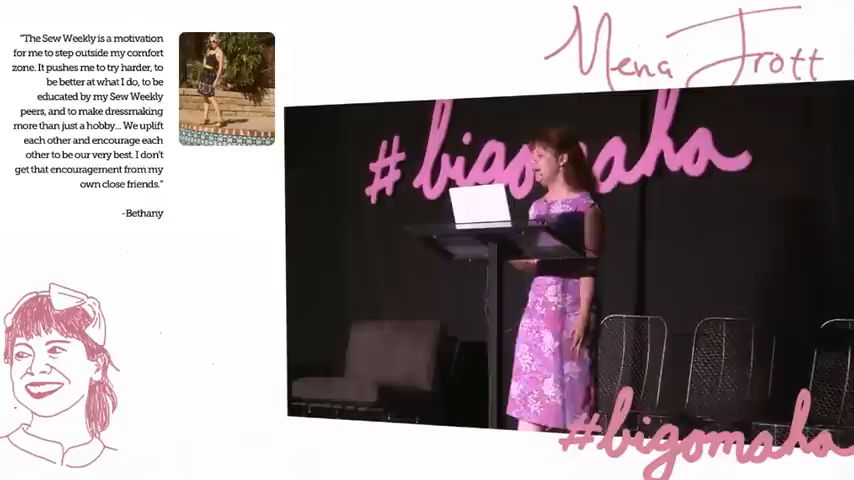 "The Sew Weekly is a motivation
for me to step outside my comfort
zone. It pushes me to try harder, to
be better at what I do, to be
educated by my Sew Weekly
peers, and to make dressmaking
more than just a hobby... We uplift
each other and encourage each
other to be our very best. I don't
get that encouragement from my
own close friends."
-Bethany
Mena Trott
#bigomaha
#bigomaha